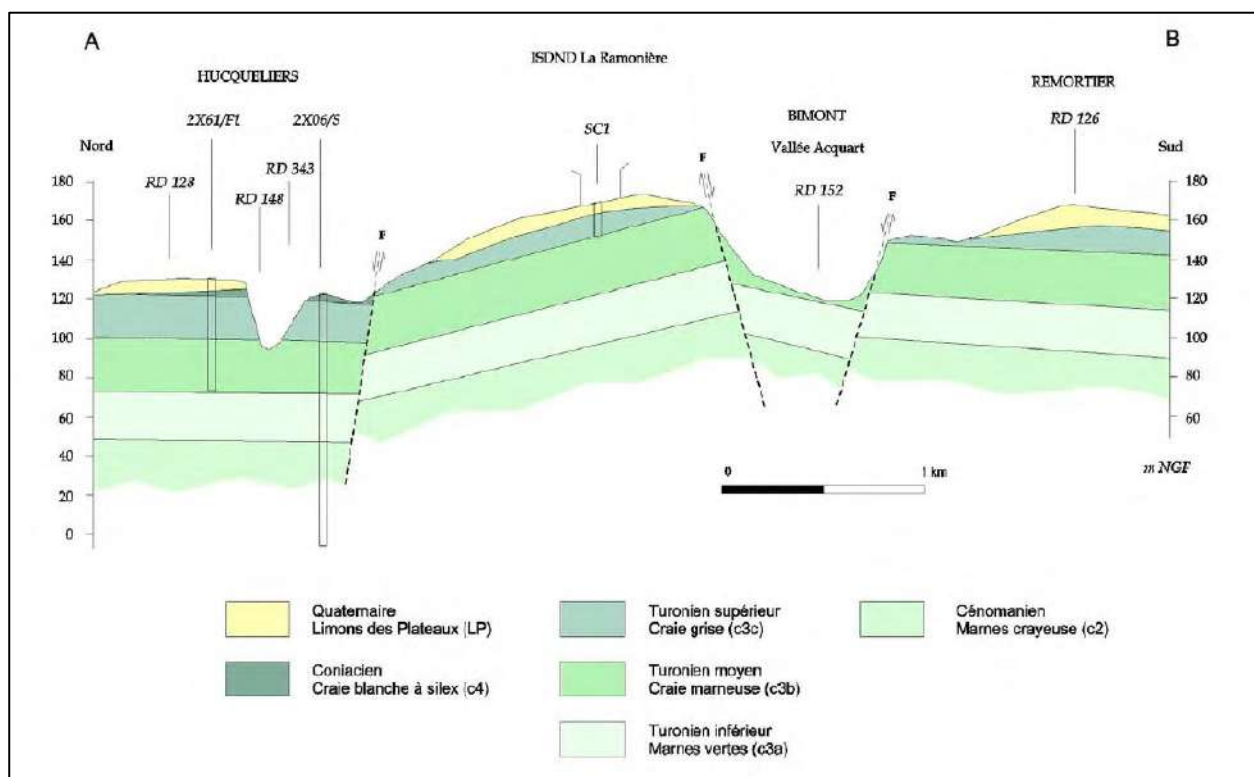 A
B
ISDND La Ramonière
HUCQUELIERS
REMORTIER
BIMONT
2X61/F1
2X06/S
SC1
RD 126
Nord
Vallée Acquart
Sud
RD 128
RD 343
RD 148
RD 152
F
F
F
180
160
140
120
100
80
60
40
20
0
180
160
140
120
100
80
60
m NGF
0
1 km
Quaternaire
Limons des Plateaux (LP)
Coniacien
Craie blanche à silex (c4)
Turonien supérieur
Craie grise (c3c)
Turonien moyen
Craie marneuse (c3b)
Turonien inférieur
Marnes vertes (c3a)
Cénomanien
Marnes crayeuse (c2)